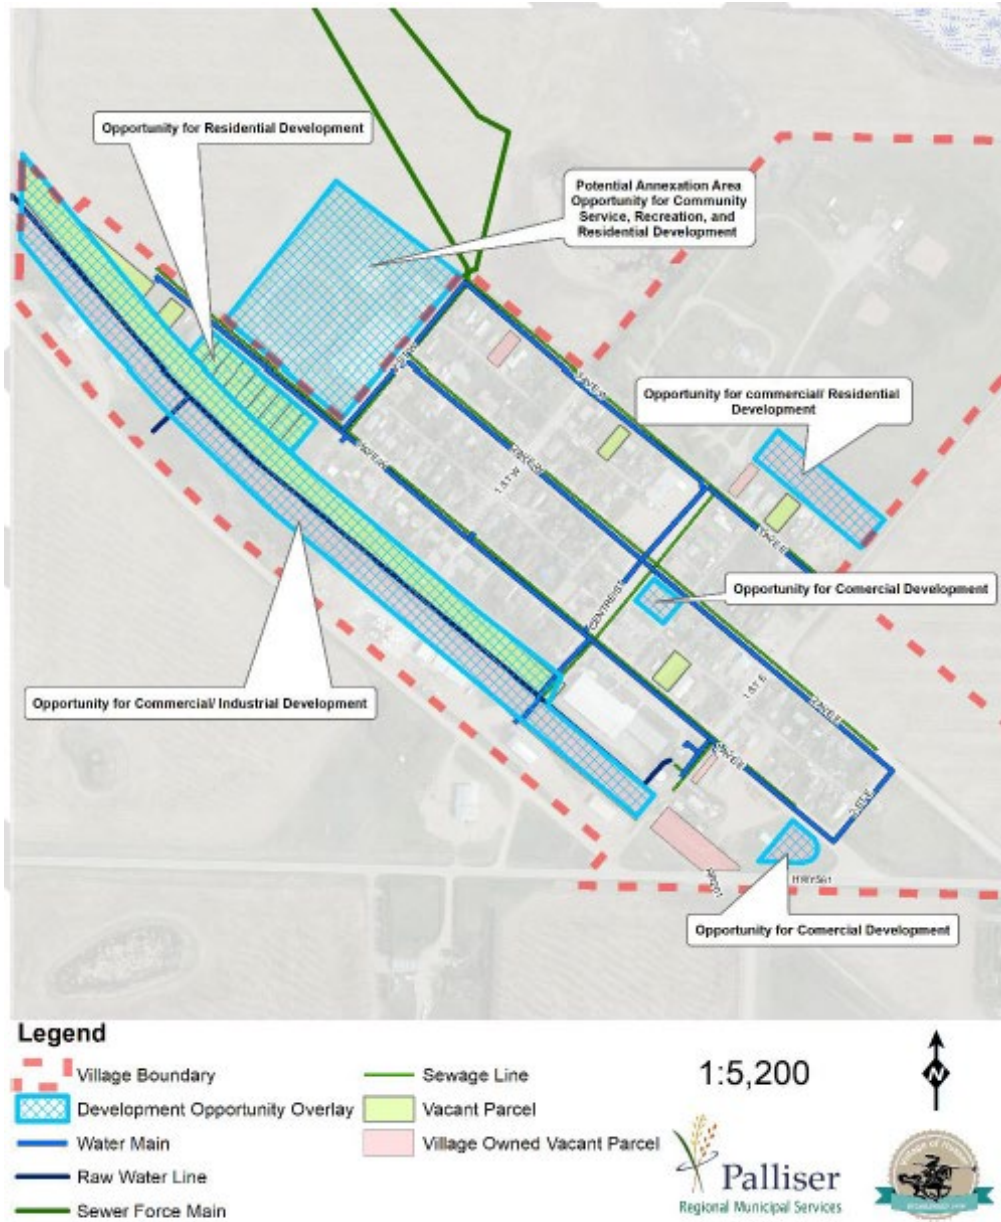 Opportunity for Residential Development
Potential Annexation Area
Opportunity for Community
Service, Recreation, and
Residential Development
Opportunity for commercial/ Residential
Development
1 ST W
CENTRE ST
Opportunity for Comercial Development
1 ST E
Opportunity for Commercial/ Industrial Development
2 ST E
HWY561
Opportunity for Comercial Development
Legend
Village Boundary
Development Opportunity Overlay
Water Main
Raw Water Line
Sewer Force Main
Sewage Line
Vacant Parcel
Village Owned Vacant Parcel
1:5,200
N
Palliser
Regional Municipal Services